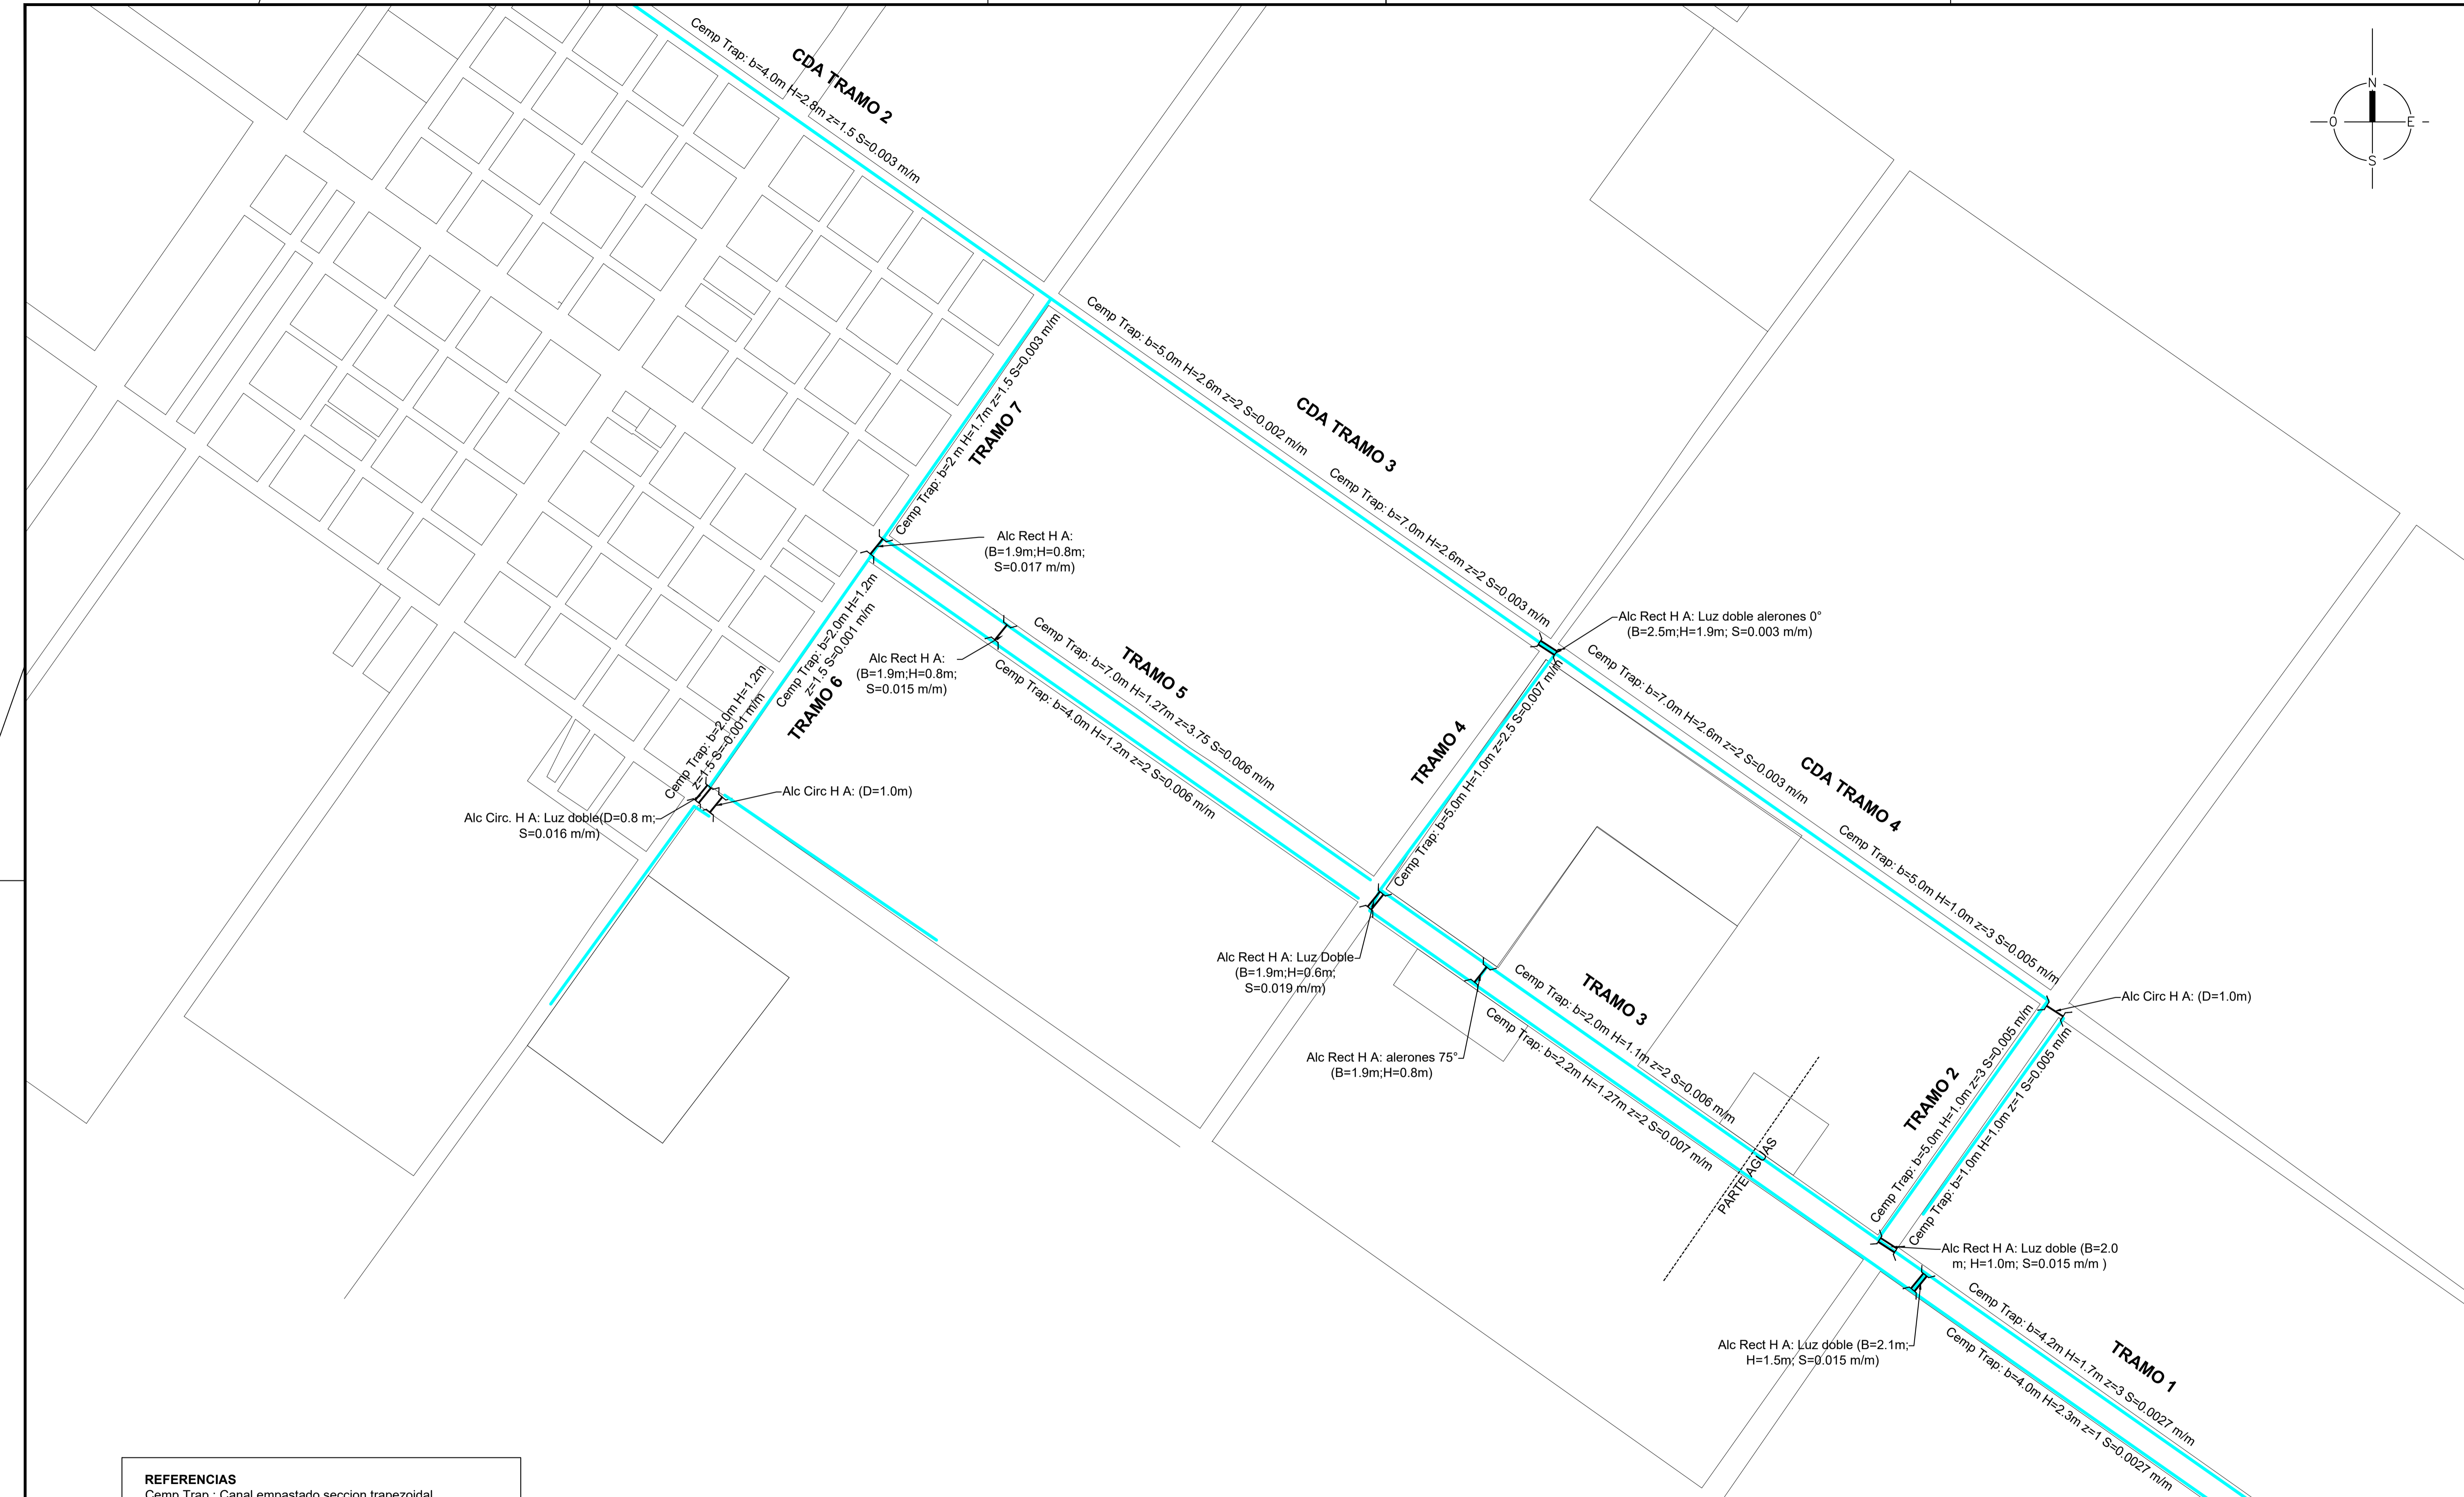 Cemp Trap: b=4.0m H=2.8m z=1.5 S=0.003 m/m
CDA TRAMO 2
N
O
E
S
Cemp Trap: b=5.0m H=2.6m z=2 S=0.002 m/m
CDA TRAMO 3
Cemp Trap: b=7.0m H=2.6m z=2 S=0.003 m/m
Cemp Trap: b=2 m H=1.7m z=1.5 S=0.003 m/m
TRAMO 7
Alc Rect H A:
(B=1.9m;H=0.8m;
S=0.017 m/m)
Alc Rect H A: Luz doble alerones 0°
(B=2.5m;H=1.9m; S=0.003 m/m)
Cemp Trap: b=2.0m H=1.2m
z=1.5 S=0.001 m/m
TRAMO 6
Cemp Trap: b=2.0m H=1.2m
z=1.5 S=-0.001 m/m
Alc Rect H A:
(B=1.9m;H=0.8m;
S=0.015 m/m)
Cemp Trap: b=7.0m H=1.27m z=3.75 S=0.006 m/m
TRAMO 5
Cemp Trap: b=4.0m H=1.2m z=2 S=0.006 m/m
TRAMO 4
Cemp Trap: b=5.0m H=1.0m z=2.5 S=0.007 m/m
Cemp Trap: b=7.0m H=2.6m z=2 S=0.003 m/m
CDA TRAMO 4
Cemp Trap: b=5.0m H=1.0m z=3 S=0.005 m/m
Alc Circ H A: (D=1.0m)
Alc Circ. H A: Luz doble(D=0.8 m;
S=0.016 m/m)
Alc Rect H A: Luz Doble
(B=1.9m;H=0.6m;
S=0.019 m/m)
Alc Rect H A: alerones 75°
(B=1.9m;H=0.8m)
Cemp Trap: b=2.0m H=1.1m z=2 S=0.006 m/m
TRAMO 3
Cemp Trap: b=2.2m H=1.27m z=2 S=0.007 m/m
PARTE AGUAS
Alc Circ H A: (D=1.0m)
TRAMO 2
Cemp Trap: b=5.0m H=1.0m z=3 S=0.005 m/m
Cemp Trap: b=1.0m H=1.0m z=1 S=0.005 m/m
Alc Rect H A: Luz doble (B=2.0
m; H=1.0m; S=0.015 m/m )
Alc Rect H A: Luz doble (B=2.1m;
H=1.5m; S=0.015 m/m)
Cemp Trap: b=4.2m H=1.7m z=3 S=0.0027 m/m
TRAMO 1
Cemp Trap: b=4.0m H=2.3m z=1 S=0.0027 m/m
REFERENCIAS
Cemp Trap : Canal empastado seccion trapezoidal